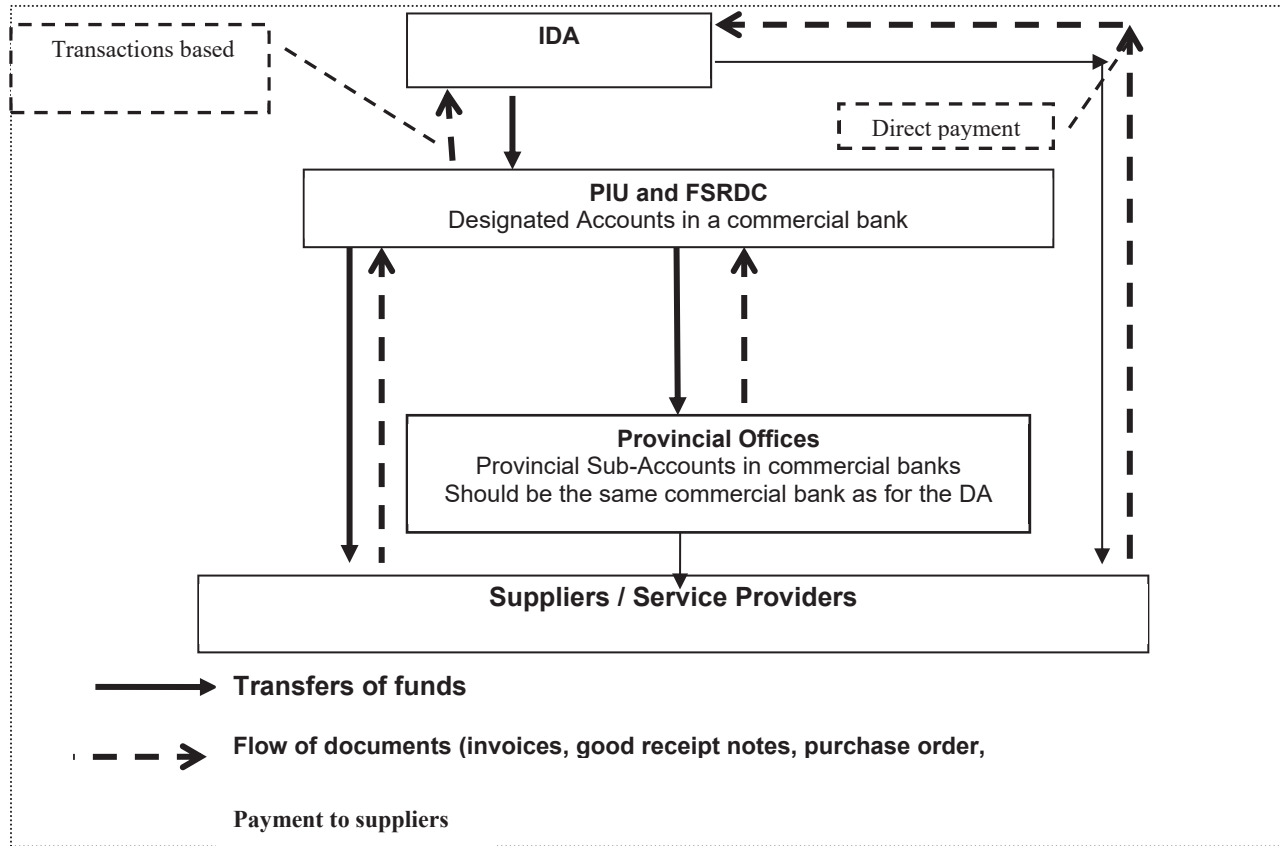 Transactions based
IDA
Direct payment
PIU and FSRDC
Designated Accounts in a commercial bank
Provincial Offices
Provincial Sub-Accounts in commercial banks
Should be the same commercial bank as for the DA
Suppliers / Service Providers
Transfers of funds
Flow of documents (invoices, good receipt notes, purchase order,
Payment to suppliers